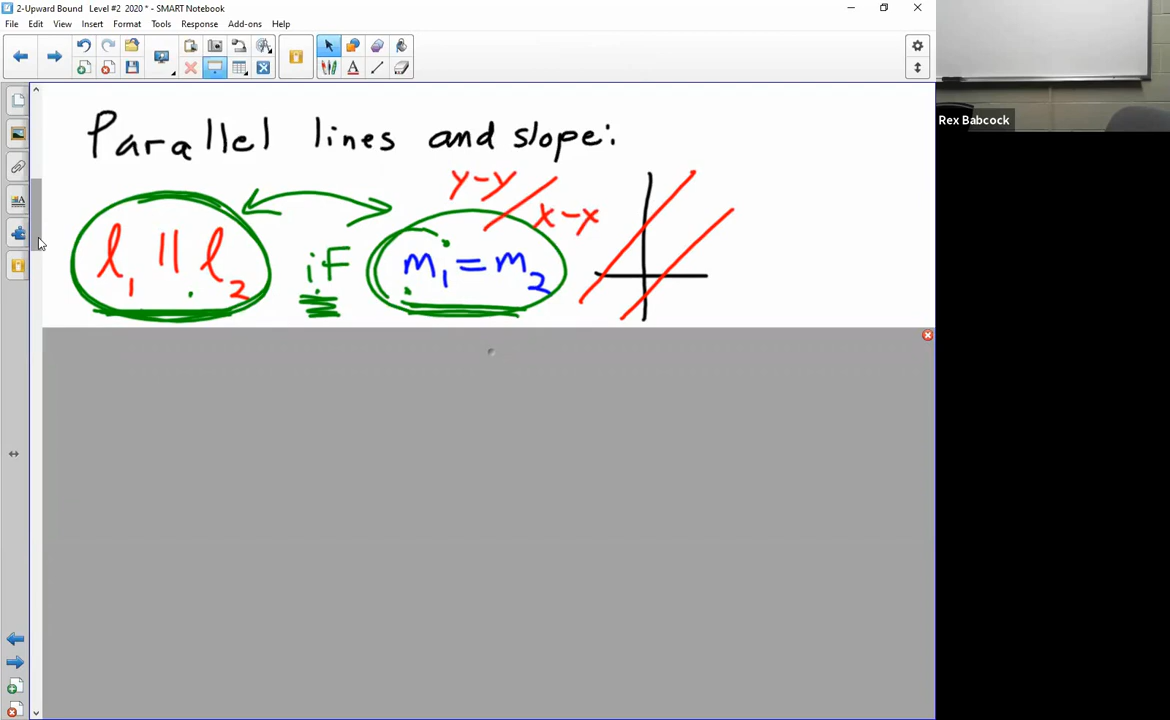 2-Upward Bound Level #2 2020 * - SMART Notebook
File Edit View Insert Format Tools Response Add-ons Help
Rex Babcock
Parallel lines and slope:
y-y / x-x
l1 || l2 iF m1 = m2